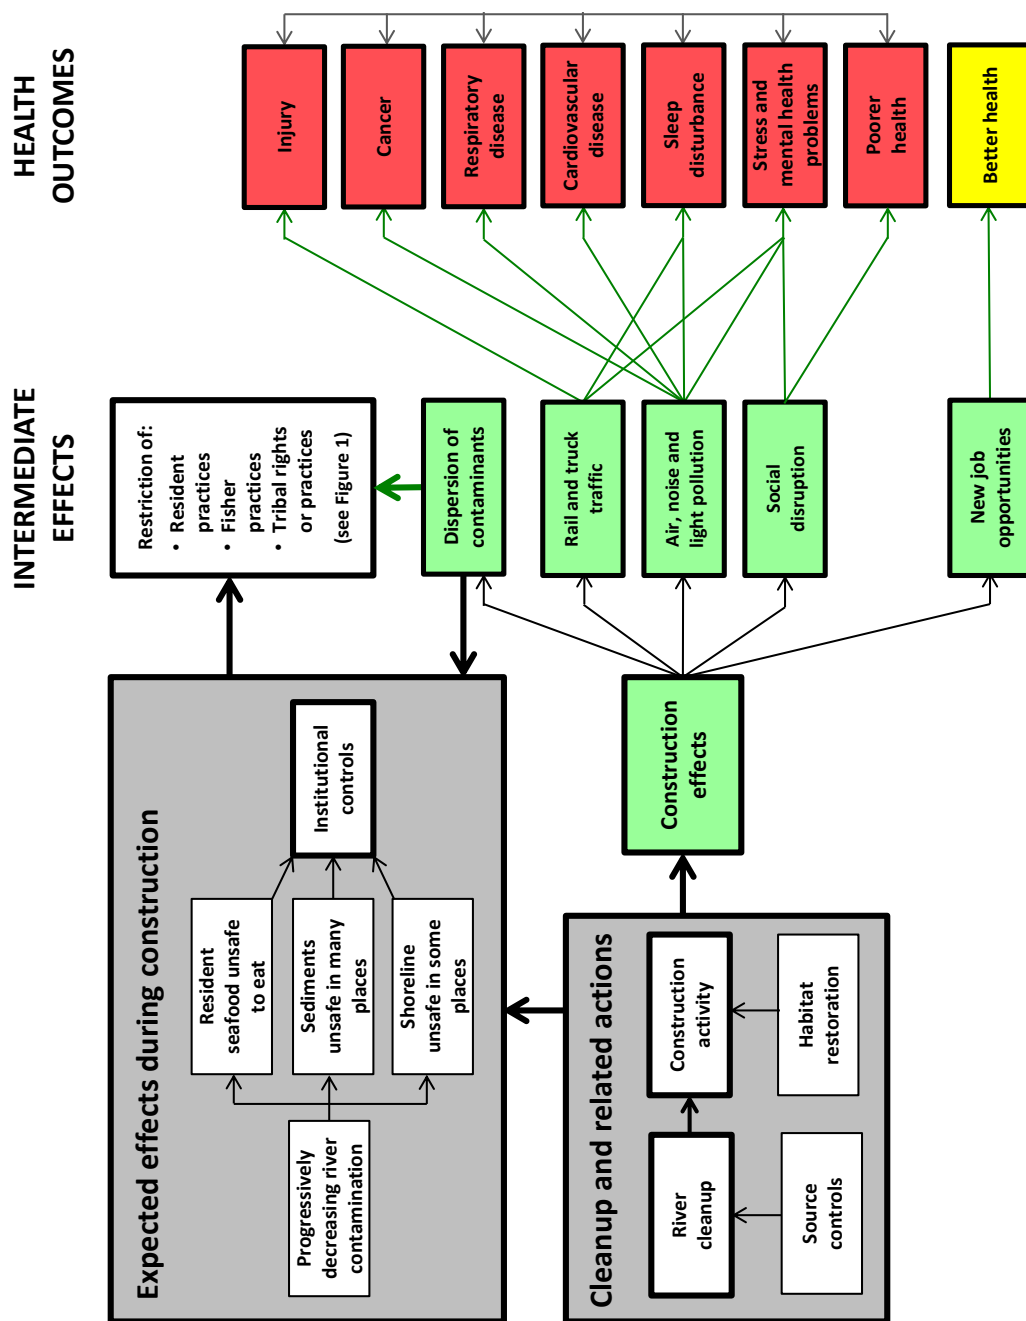 INTERMEDIATE
EFFECTS
HEALTH
OUTCOMES
Expected effects during construction
Progressively
decreasing river
contamination
Resident
seafood unsafe
to eat
Sediments
unsafe in many
places
Shoreline
unsafe in some
places
Institutional
controls
Restriction of:
• Resident
practices
• Fisher
practices
• Tribal rights
or practices
(see Figure 1)
Cleanup and related actions
River
cleanup
Construction
activity
Source
controls
Habitat
restoration
Construction
effects
Dispersion of
contaminants
Rail and truck
traffic
Air, noise and
light pollution
Social
disruption
New job
opportunities
Injury
Cancer
Respiratory
disease
Cardiovascular
disease
Sleep
disturbance
Stress and
mental health
problems
Poorer
health
Better health